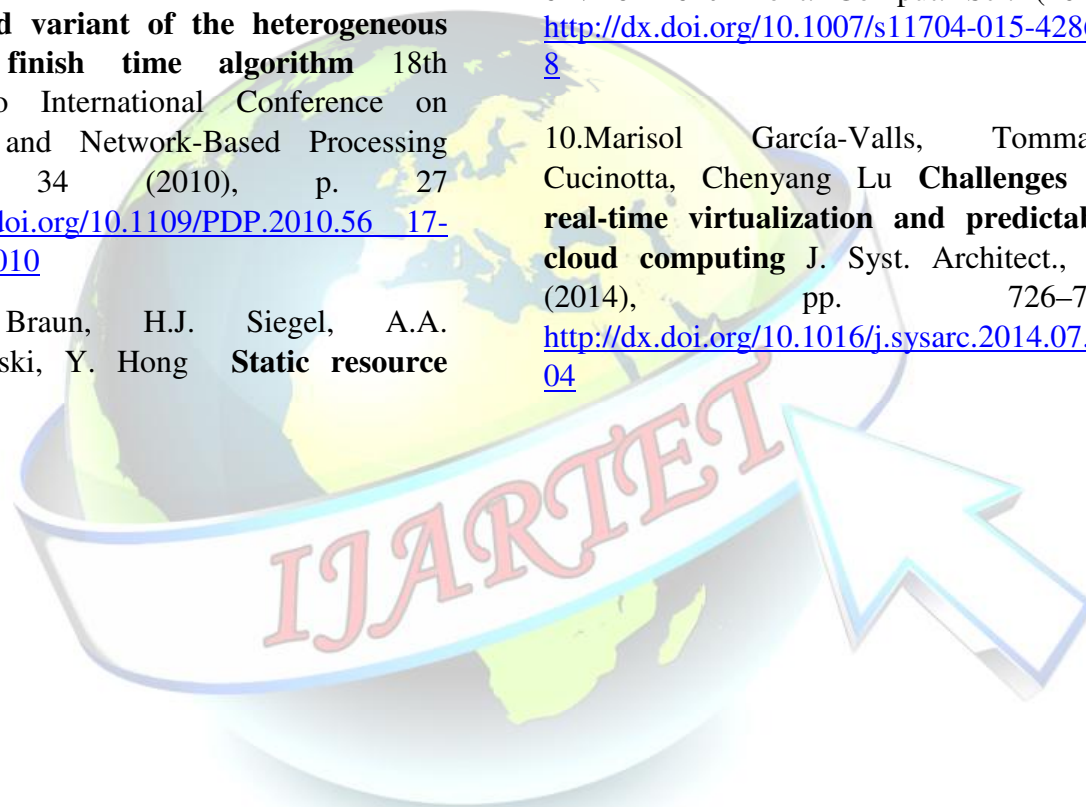 d variant of the heterogeneous
finish time algorithm 18th
o International Conference on
and Network-Based Processing
34 (2010), p. 27
doi.org/10.1109/PDP.2010.56 17-
010
Braun, H.J. Siegel, A.A.
ski, Y. Hong Static resource
http://dx.doi.org/10.1007/s11704-015-428
8
10.Marisol García-Valls, Tomma
Cucinotta, Chenyang Lu Challenges
real-time virtualization and predictab
cloud computing J. Syst. Architect.,
(2014), pp. 726–7
http://dx.doi.org/10.1016/j.sysarc.2014.07.
04
IJARTET